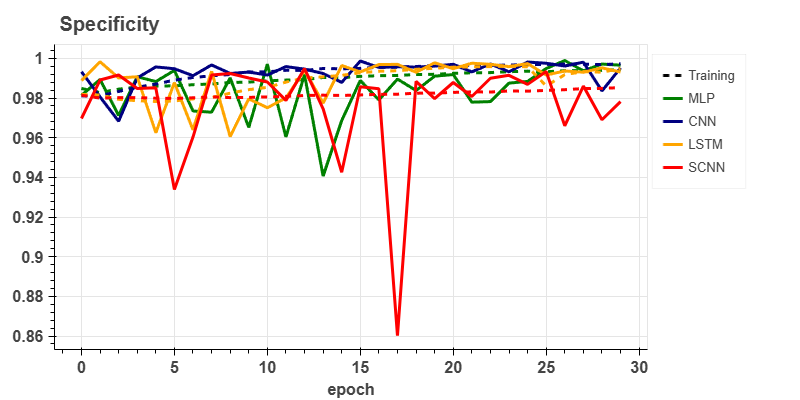 Specificity
1
0.98
0.96
0.94
0.92
0.9
0.88
0.86
0 5 10 15 20 25 30
epoch
Training
MLP
CNN
LSTM
SCNN